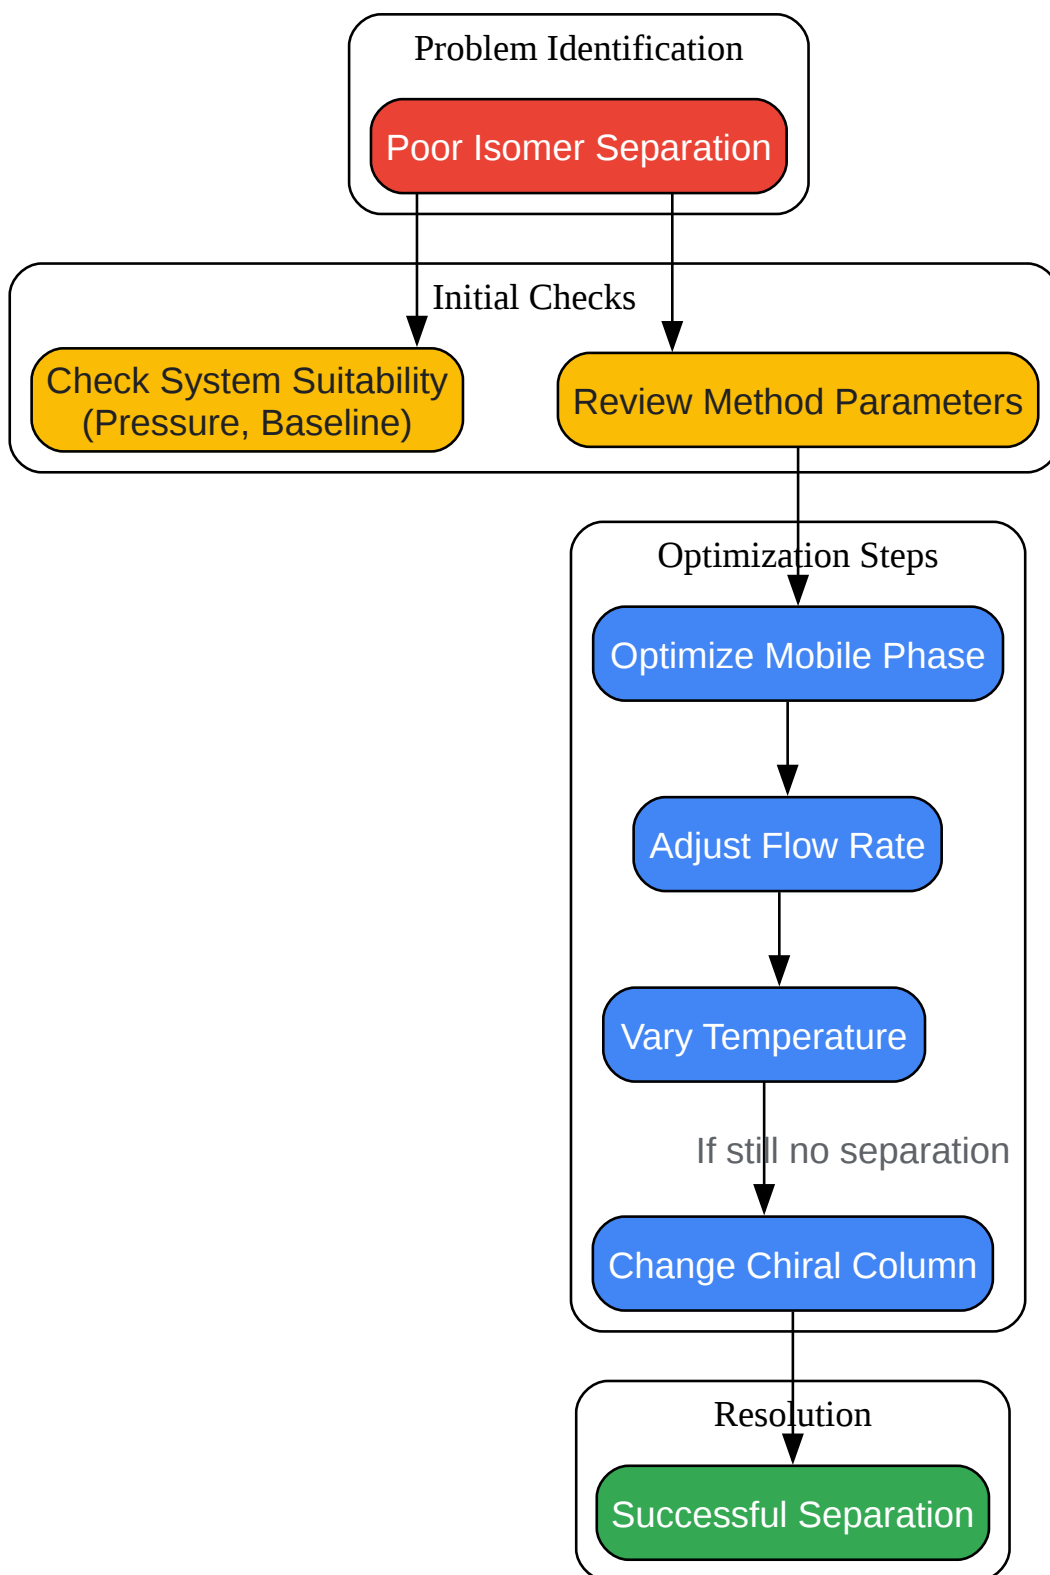 Problem Identification
Poor Isomer Separation
Initial Checks
Check System Suitability
(Pressure, Baseline)
Review Method Parameters
Optimization Steps
Optimize Mobile Phase
Adjust Flow Rate
Vary Temperature
If still no separation
Change Chiral Column
Resolution
Successful Separation